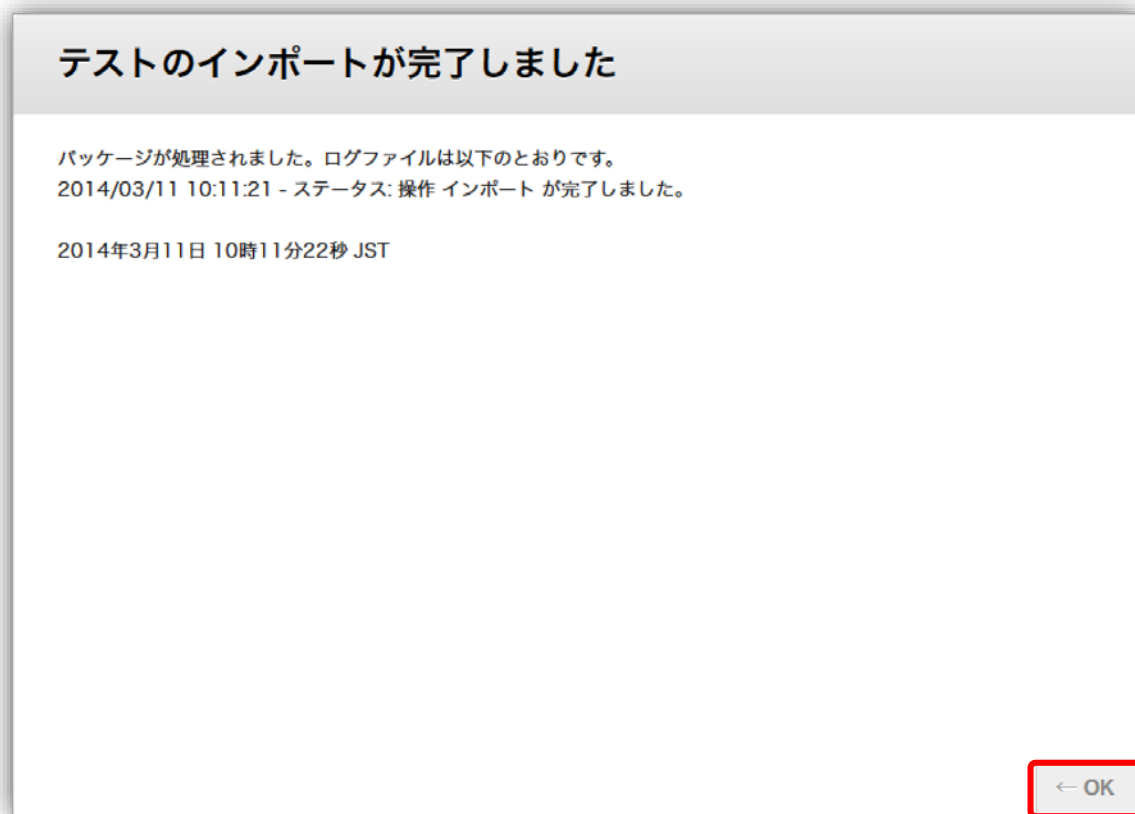 テストのインポートが完了しました
パッケージが処理されました。ログファイルは以下のとおりです。
2014/03/11 10:11:21 - ステータス: 操作 インポート が完了しました。
2014年3月11日 10時11分22秒 JST
← OK